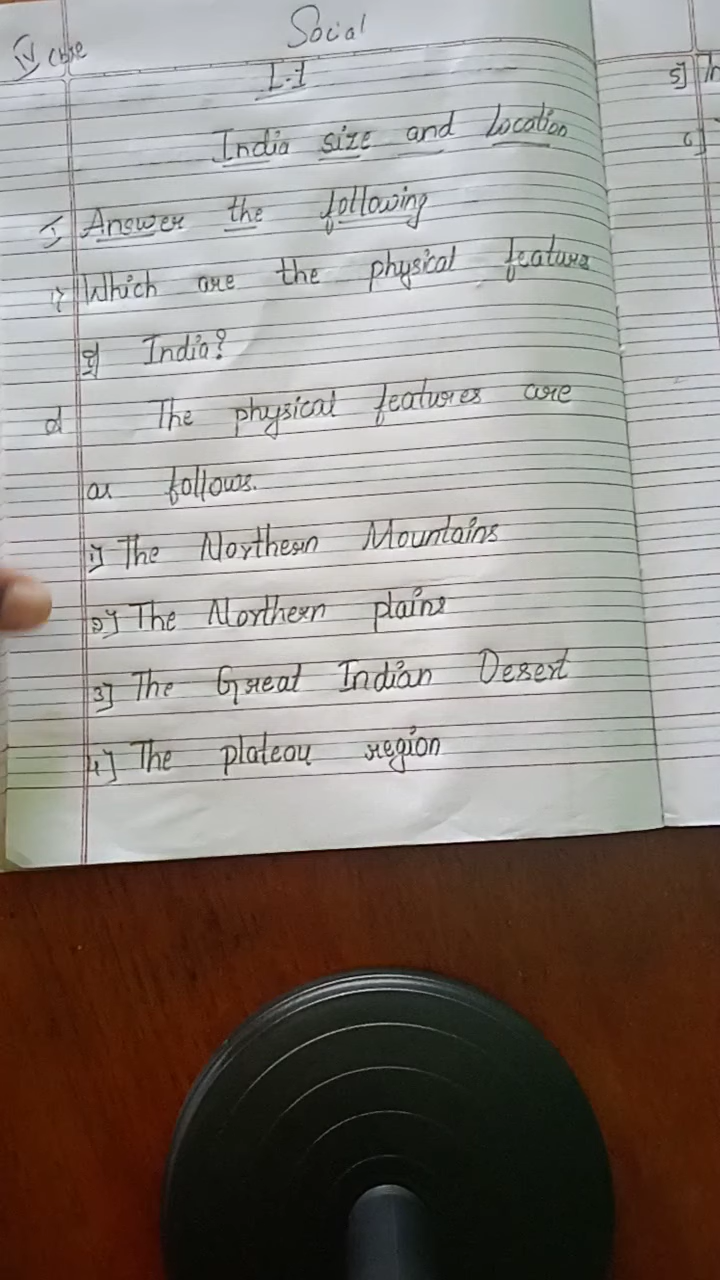 Social
L-1
India size and Location
I) Answer the following
1) Which are the physical features
of India?
The physical features are
as follows.
1] The Northern Mountains
2] The Northern plains
3] The Great Indian Desert
4] The plateau region
5]
6]